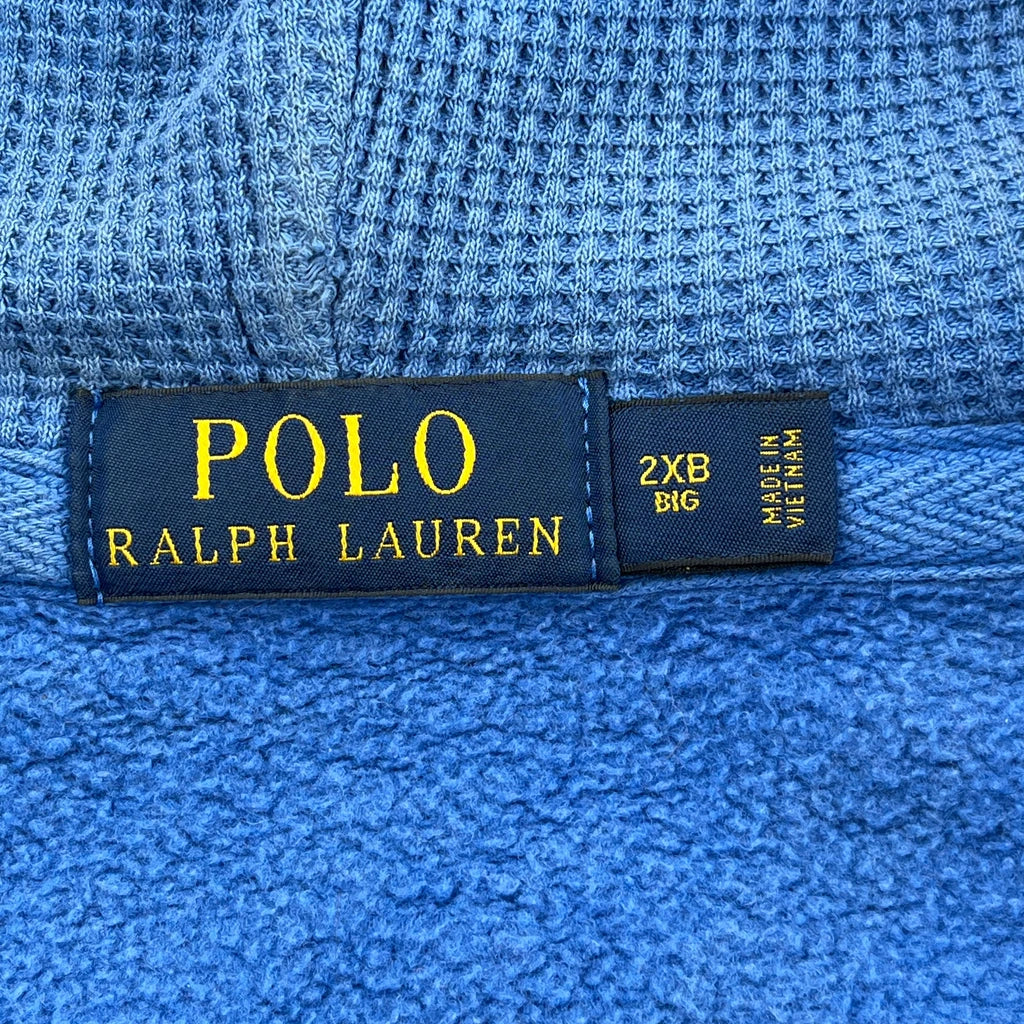 POLO
RALPH LAUREN
2XB
BIG
MADE IN
VIETNAM